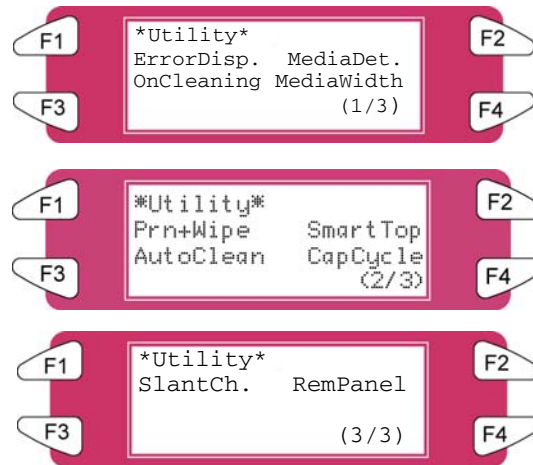 F1 *Utility* F2
ErrorDisp. MediaDet.
OnCleaning MediaWidth
F3 (1/3) F4
F1 *Utility* F2
Prn+Wipe SmartTop
AutoClean CapCycle
F3 (2/3) F4
F1 *Utility* F2
SlantCh. RemPanel
F3 (3/3) F4